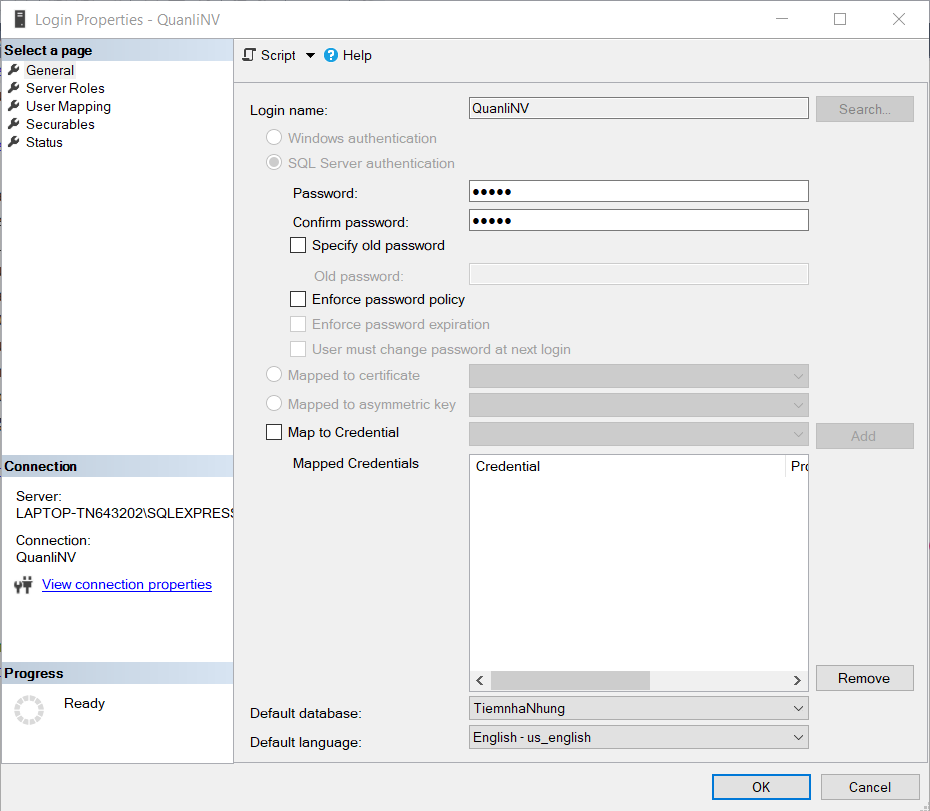 Login Properties - QuanliNV
Select a page
General
Server Roles
User Mapping
Securables
Status
Script
Help
Login name:
QuanliNV
Search...
Windows authentication
SQL Server authentication
Password:
●●●●●
Confirm password:
●●●●●
Specify old password
Old password:
Enforce password policy
Enforce password expiration
User must change password at next login
Mapped to certificate
Mapped to asymmetric key
Map to Credential
Add
Mapped Credentials
Credential
Pro
Remove
Default database:
TiemnhaNhung
Default language:
English - us_english
Connection
Server:
LAPTOP-TN643202\SQLEXPRESS
Connection:
QuanliNV
View connection properties
Progress
Ready
OK
Cancel